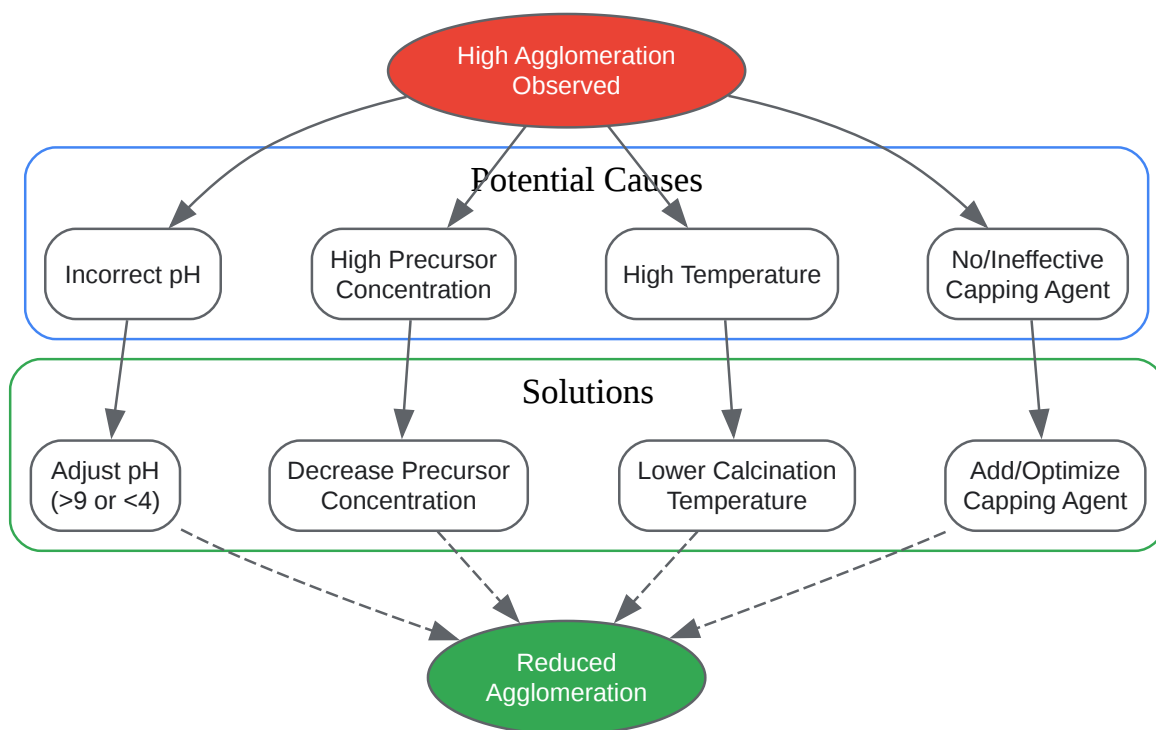 High Agglomeration
Observed
Potential Causes
Incorrect pH
High Precursor
Concentration
High Temperature
No/Ineffective
Capping Agent
Solutions
Adjust pH
(>9 or <4)
Decrease Precursor
Concentration
Lower Calcination
Temperature
Add/Optimize
Capping Agent
Reduced
Agglomeration